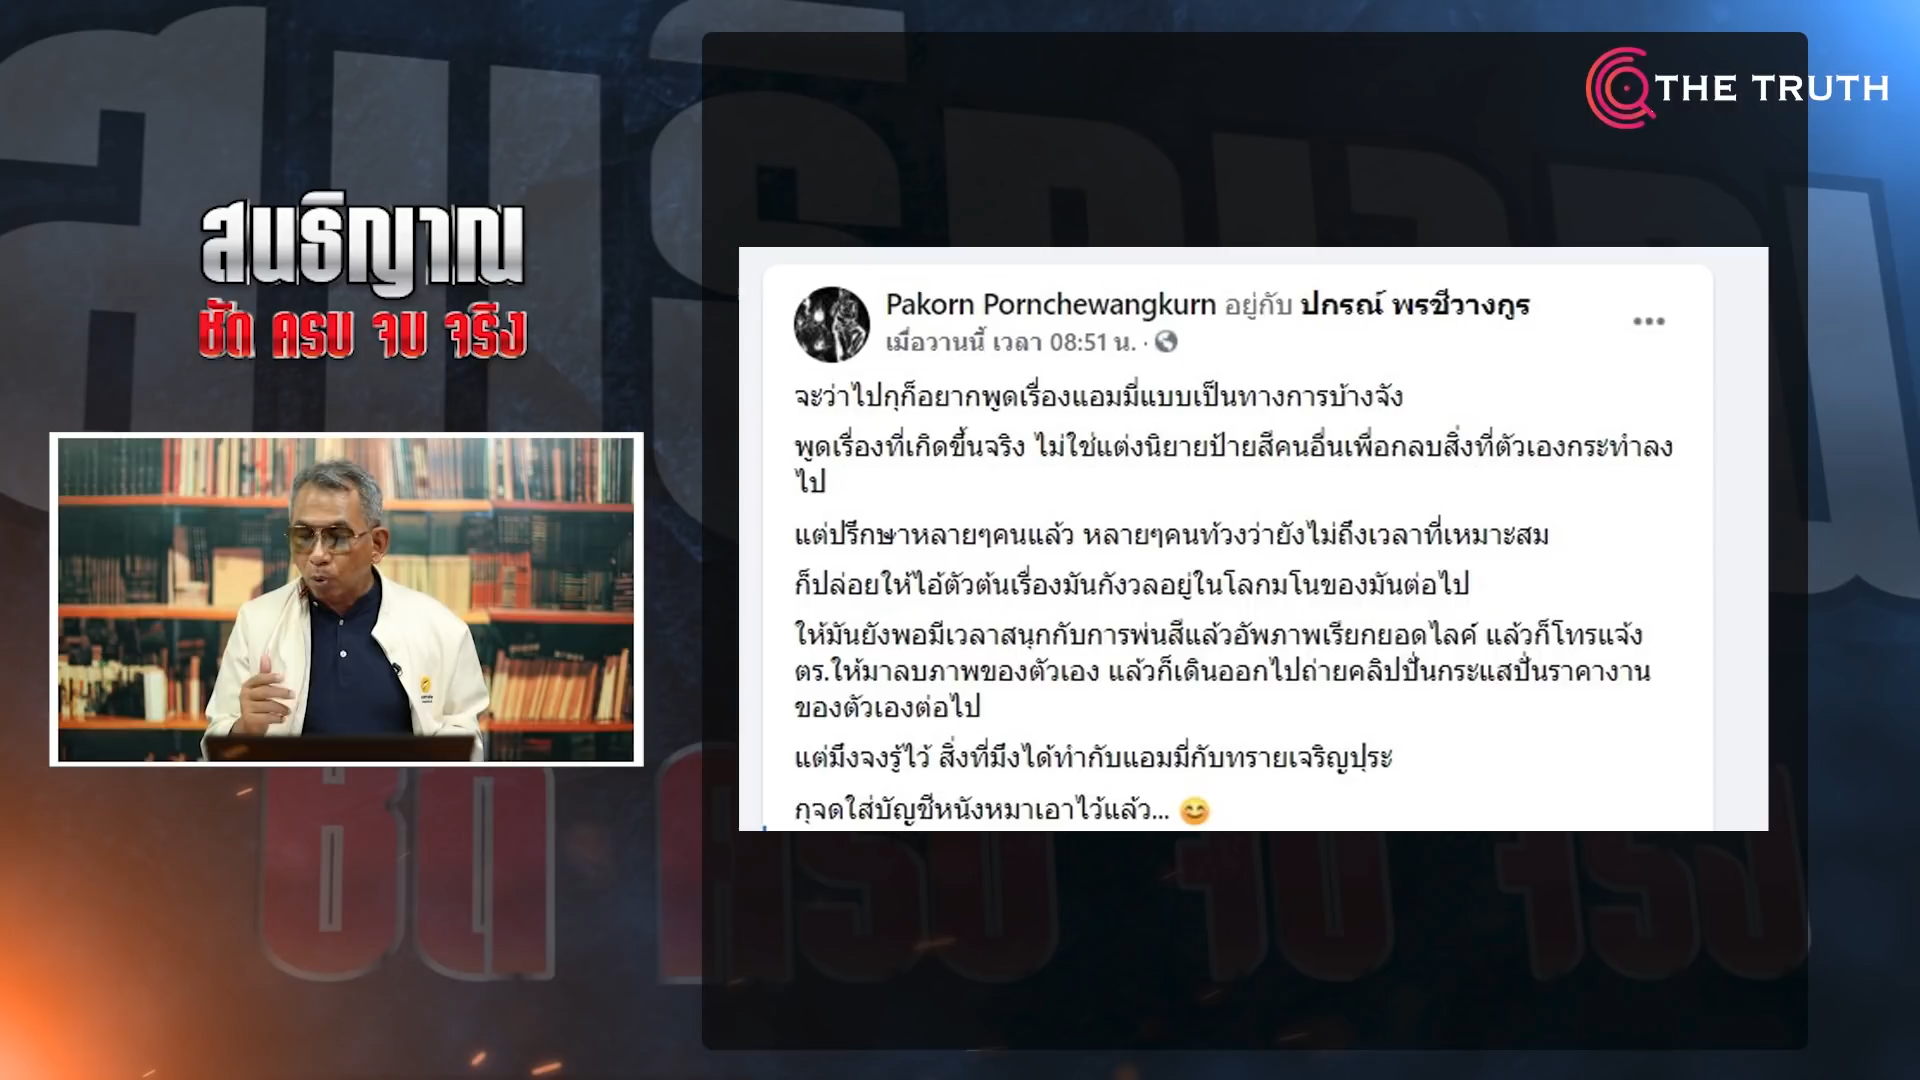 THE TRUTH
สนธิญาณ
ชัด ครบ จบ จริง
Pakorn Pornchewangkurn อยู่กับ ปกรณ์ พรชีวางกูร
เมื่อวานนี้ เวลา 08:51 น. ·
จะว่าไปกุก็อยากพูดเรื่องแอมมี่แบบเป็นทางการบ้างจัง
พูดเรื่องที่เกิดขึ้นจริง ไม่ใช่แต่งนิยายป้ายสีคนอื่นเพื่อกลบสิ่งที่ตัวเองกระทำลง
ไป
แต่ปรึกษาหลายๆคนแล้ว หลายๆคนท้วงว่ายังไม่ถึงเวลาที่เหมาะสม
ก็ปล่อยให้ไอ้ตัวต้นเรื่องมันกังวลอยู่ในโลกมโนของมันต่อไป
ให้มันยังพอมีเวลาสนุกกับการพ่นสีแล้วอัพภาพเรียกยอดไลค์ แล้วก็โทรแจ้ง
ตร.ให้มาลบภาพของตัวเอง แล้วก็เดินออกไปถ่ายคลิปปั่นกระแสปั่นราคางาน
ของตัวเองต่อไป
แต่มึงจงรู้ไว้ สิ่งที่มึงได้ทำกับแอมมี่กับทรายเจริญปุระ
กุจดใส่บัญชีหนังหมาเอาไว้แล้ว... 😊